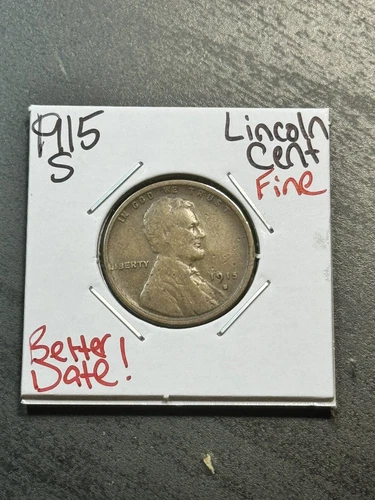 1915
S
Lincoln
Cent
Fine
IN GOD WE TRUST
LIBERTY
1915
S
Better
Date!